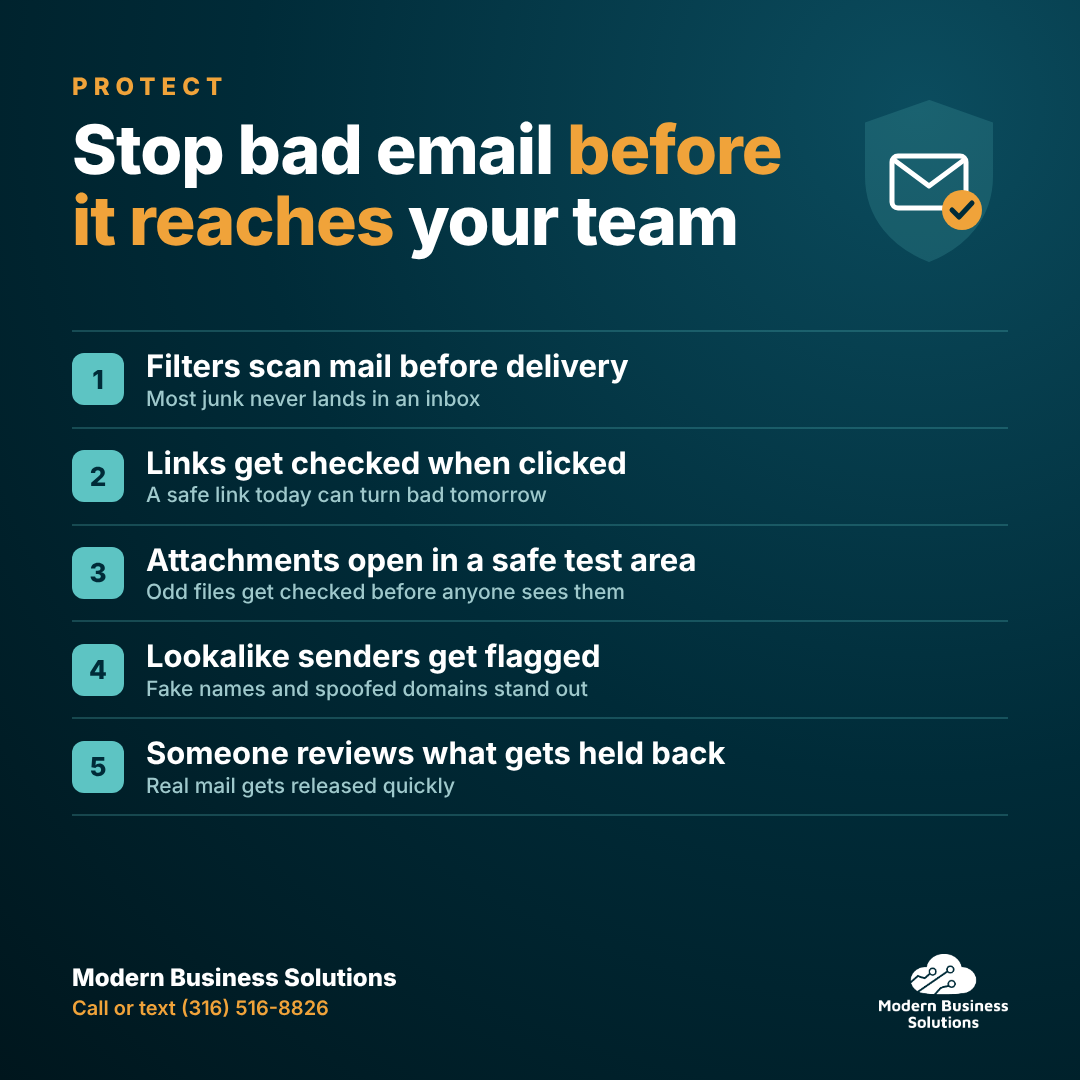 PROTECT
Stop bad email before
it reaches your team
1
Filters scan mail before delivery
Most junk never lands in an inbox
2
Links get checked when clicked
A safe link today can turn bad tomorrow
3
Attachments open in a safe test area
Odd files get checked before anyone sees them
4
Lookalike senders get flagged
Fake names and spoofed domains stand out
5
Someone reviews what gets held back
Real mail gets released quickly
Modern Business Solutions
Call or text (316) 516-8826
Modern Business
Solutions